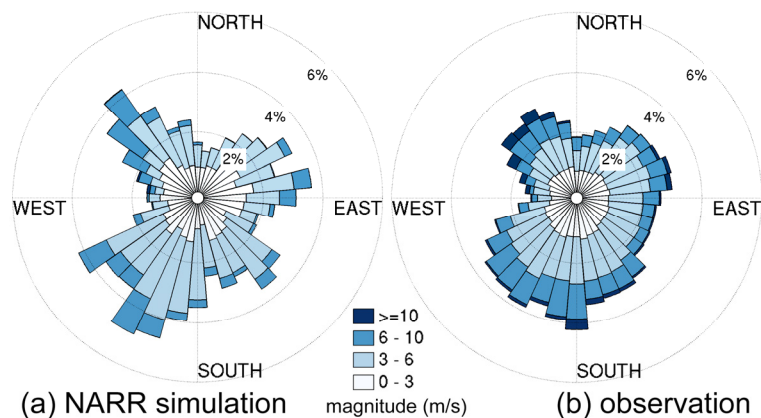 NORTH
6%
4%
2%
WEST
EAST
SOUTH
(a) NARR simulation
NORTH
6%
4%
2%
WEST
EAST
SOUTH
(b) observation
>=10
6 - 10
3 - 6
0 - 3
magnitude (m/s)